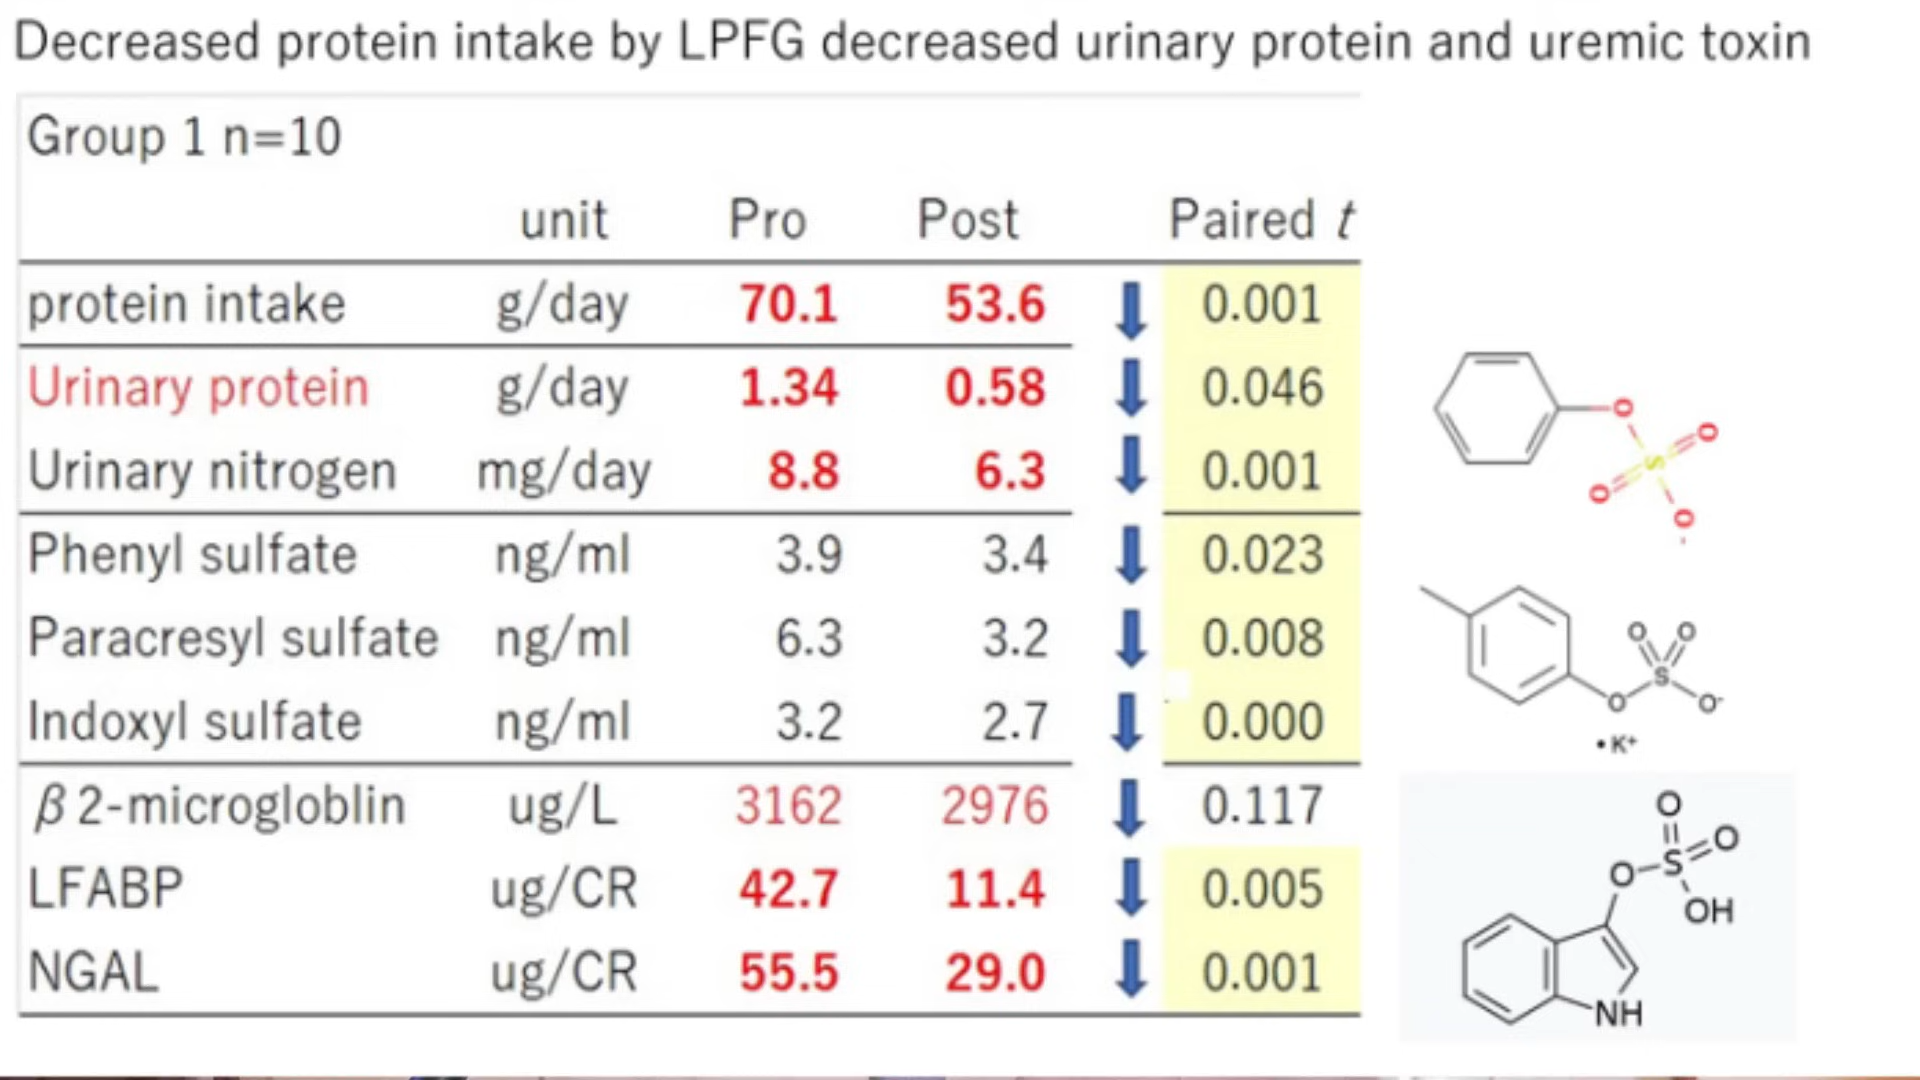 Decreased protein intake by LPFG decreased urinary protein and uremic toxin
Group 1 n=10
unit Pro Post Paired t
protein intake g/day 70.1 53.6 0.001
Urinary protein g/day 1.34 0.58 0.046
Urinary nitrogen mg/day 8.8 6.3 0.001
Phenyl sulfate ng/ml 3.9 3.4 0.023
Paracresyl sulfate ng/ml 6.3 3.2 0.008
Indoxyl sulfate ng/ml 3.2 2.7 0.000
β2-microgloblin ug/L 3162 2976 0.117
LFABP ug/CR 42.7 11.4 0.005
NGAL ug/CR 55.5 29.0 0.001
O
O
S
O
O-
O O
S
O O-
• K+
O
O
S
O
OH
NH